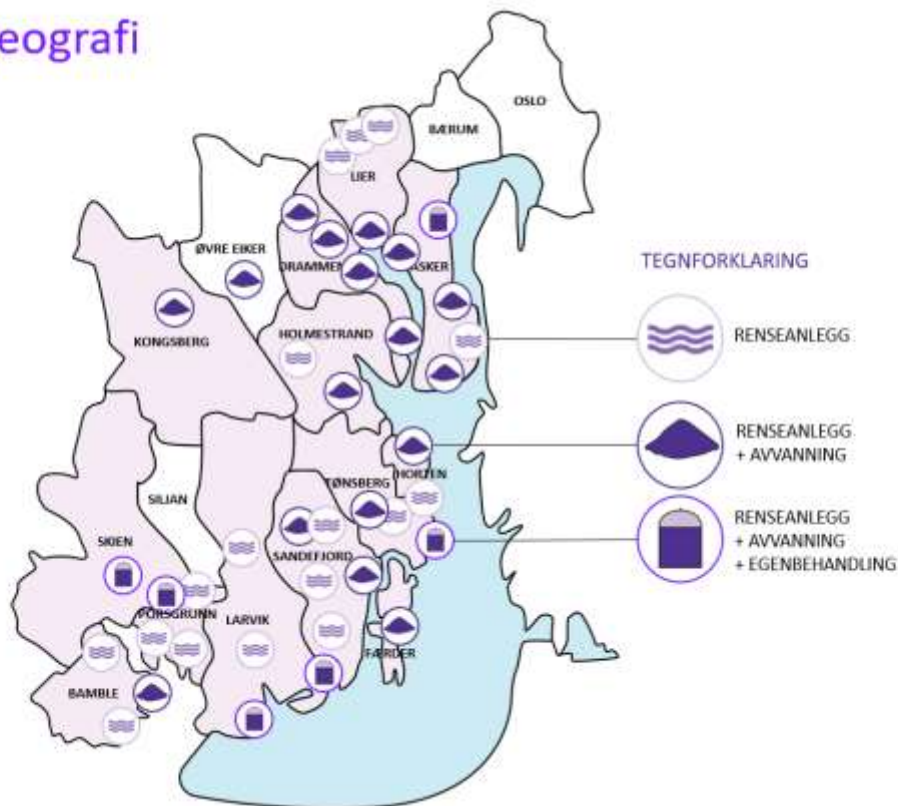 eografi
OSLO
BÆRUM
LIER
ØVRE EIKER
DRAMMEN
ASKER
TEGNFORKLARING
KONGSBERG
HOLMESTRAND
RENSEANLEGG
RENSEANLEGG
+ AVVANNING
HORZEN
TØNSBERG
SILJAN
RENSEANLEGG
+ AVVANNING
+ EGENBEHANDLING
SKIEN
SANDEFJORD
PORSGRUNN
LARVIK
FÆRDER
BAMBLE